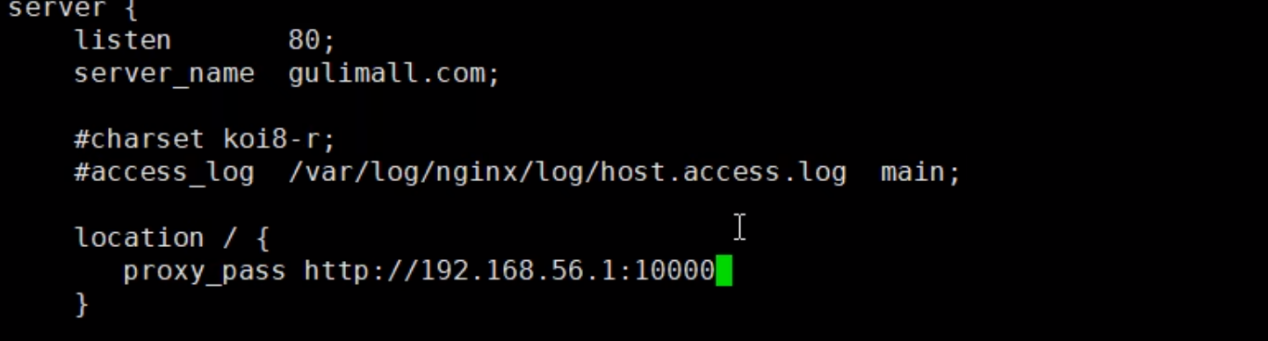 server {
    listen       80;
    server_name  gulimall.com;
    #charset koi8-r;
    #access_log  /var/log/nginx/log/host.access.log  main;
    location / {
       proxy_pass http://192.168.56.1:10000
    }